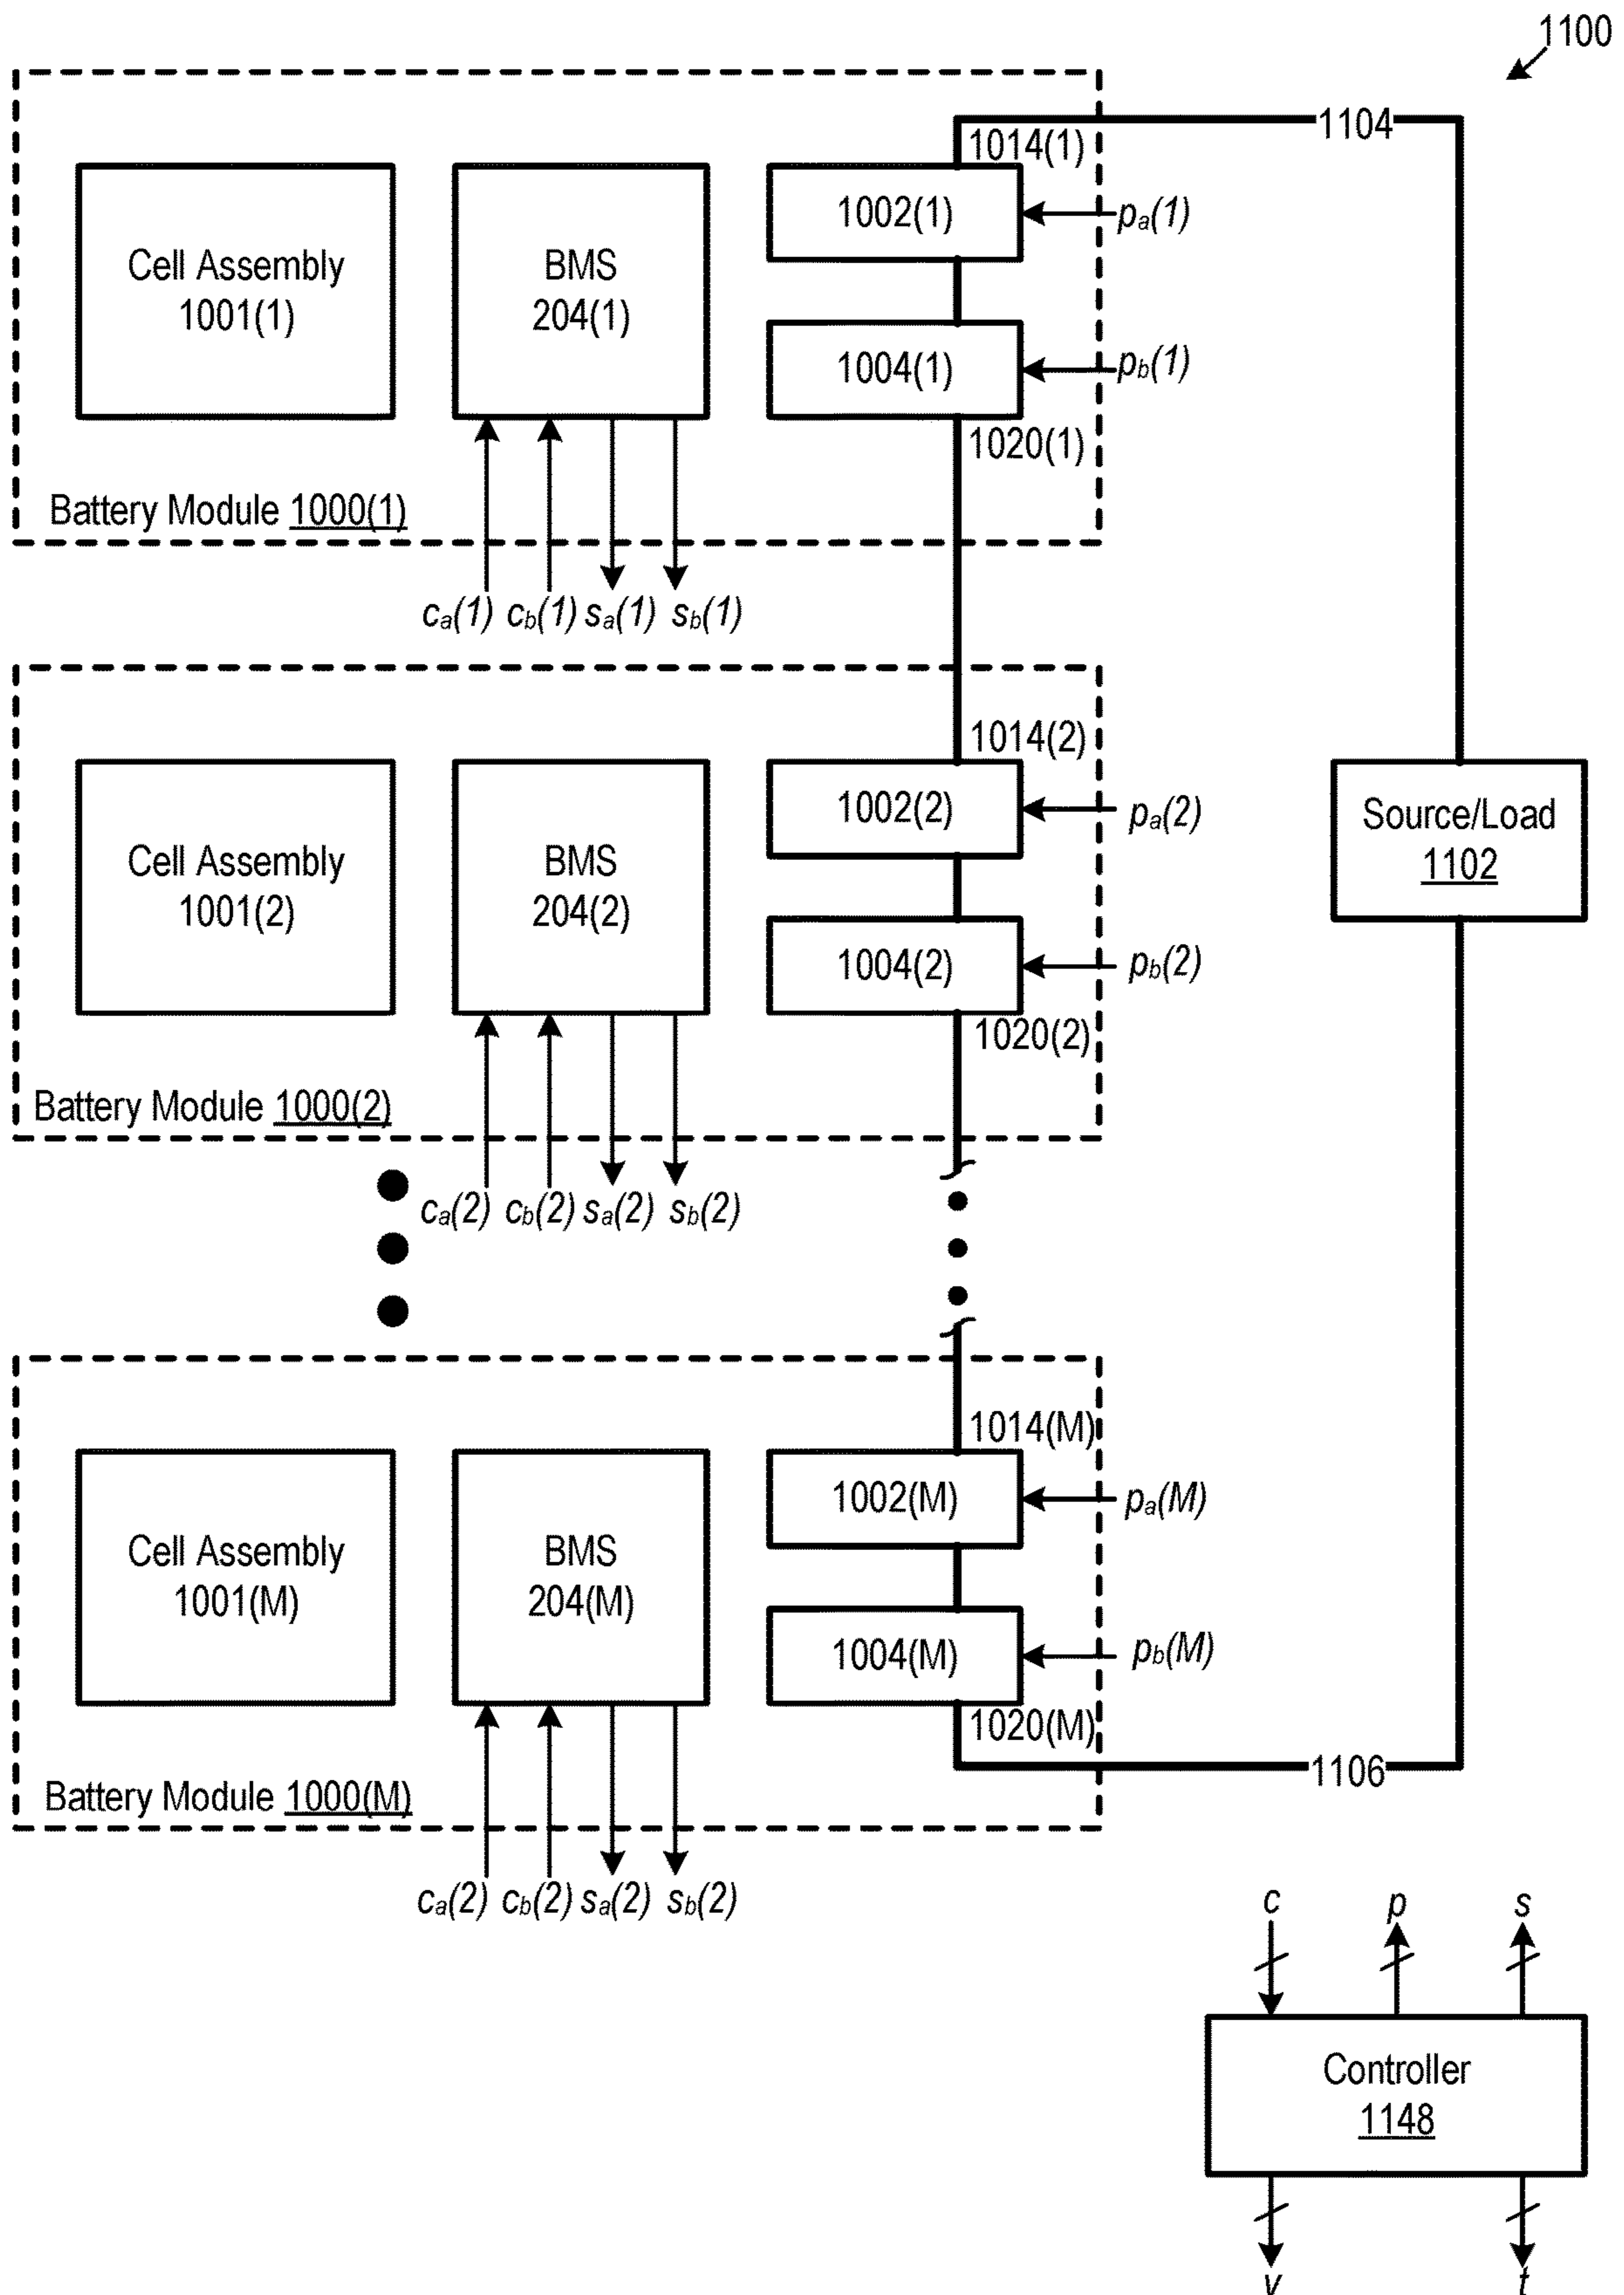 1100
1104
1014(1)
1002(1)
pa(1)
Cell Assembly
1001(1)
BMS
204(1)
1004(1)
pb(1)
1020(1)
Battery Module 1000(1)
ca(1) cb(1) sa(1) sb(1)
1014(2)
1002(2)
pa(2)
Source/Load
1102
Cell Assembly
1001(2)
BMS
204(2)
1004(2)
pb(2)
1020(2)
Battery Module 1000(2)
ca(2) cb(2) sa(2) sb(2)
1014(M)
1002(M)
pa(M)
Cell Assembly
1001(M)
BMS
204(M)
1004(M)
pb(M)
1020(M)
1106
Battery Module 1000(M)
ca(2) cb(2) sa(2) sb(2)
c p s
Controller
1148
v t